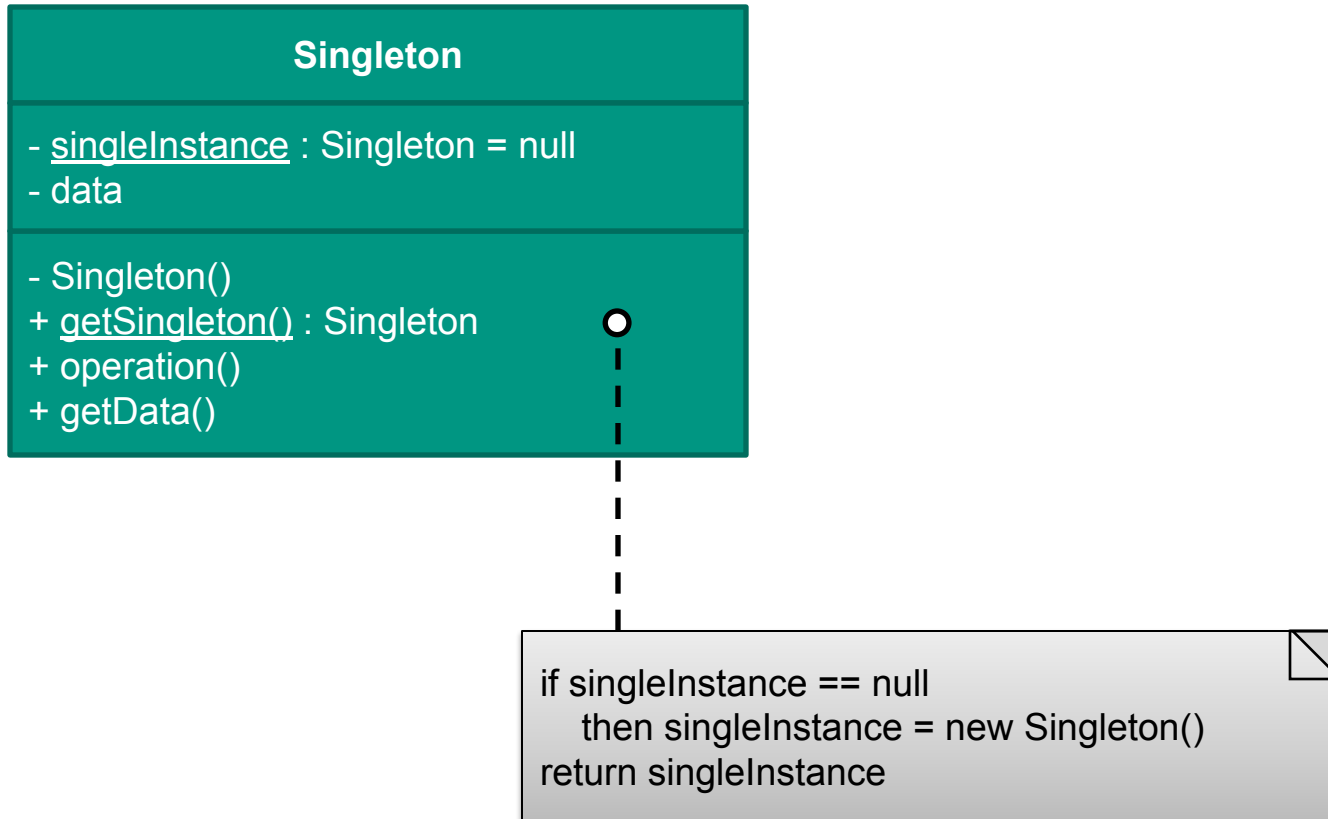 Singleton
- singleInstance : Singleton = null
- data
- Singleton()
+ getSingleton() : Singleton
+ operation()
+ getData()
if singleInstance == null
then singleInstance = new Singleton()
return singleInstance